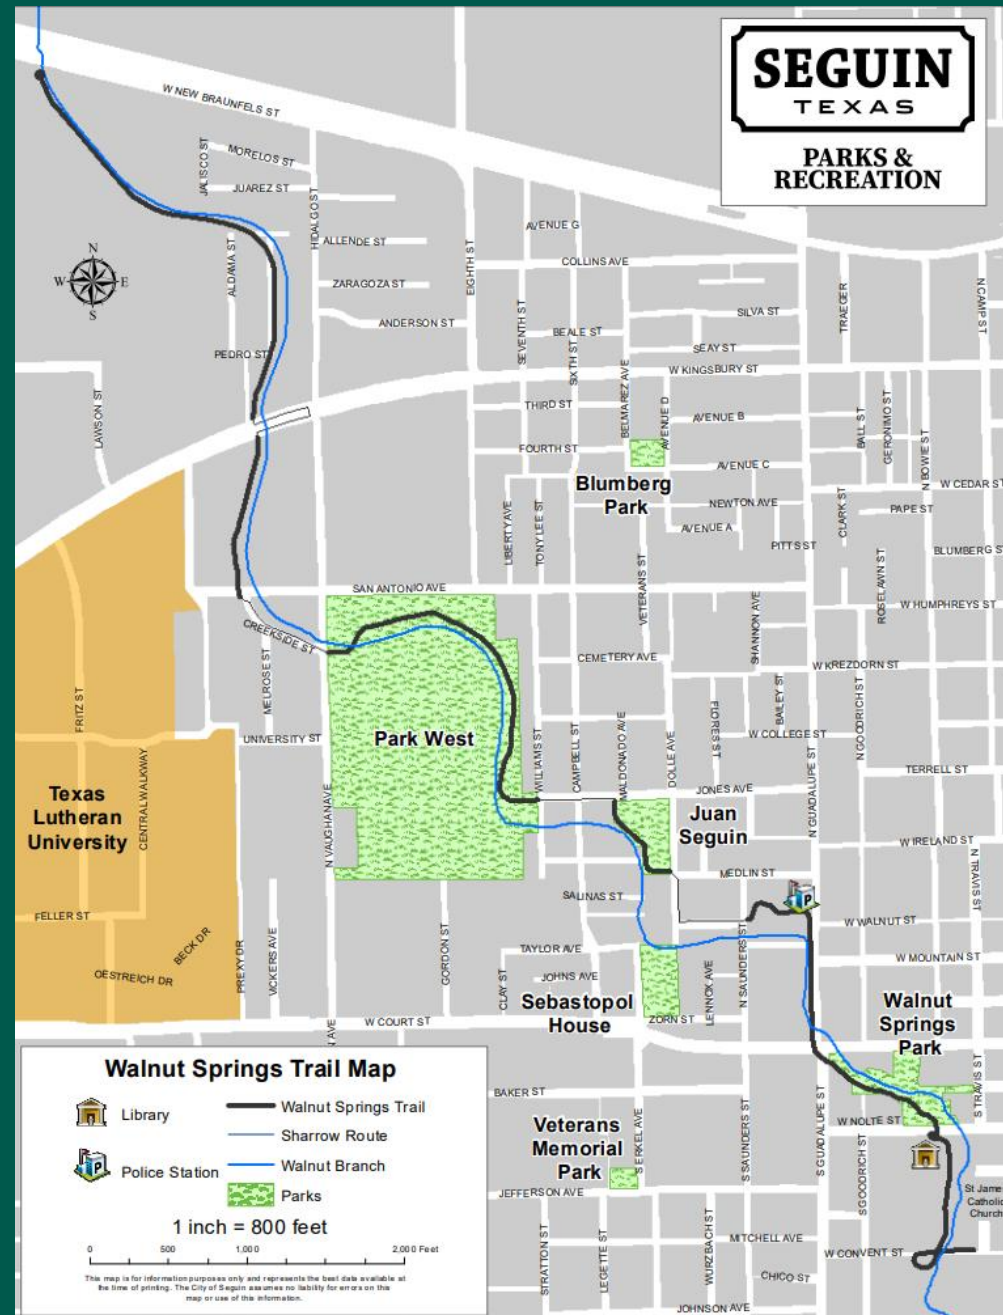 SEGUIN
TEXAS
PARKS &
RECREATION
W NEW BRAUNFELS ST
JALISCO ST
MORELOS ST
JUAREZ ST
HIDALGO ST
ALLENDE ST
ALDAMA ST
ZARAGOZA ST
ANDERSON ST
PEDRO ST
EIGHTH ST
AVENUE G
COLLINS AVE
SEVENTH ST
BEALE ST
SIXTH ST
SILVA ST
SEAY ST
W KINGSBURY ST
TRAEGER
N CAMP ST
N
W
E
S
LAWSON ST
THIRD ST
BELMAREZ AVE
AVENUE D
AVENUE B
FOURTH ST
AVENUE C
BALL ST
GERONIMO ST
N BOWIE ST
Blumberg
Park
W CEDAR ST
LIBERTY AVE
TONY LEE ST
NEWTON AVE
AVENUE A
PITTS ST
CLARK ST
PAPE ST
BLUMBERG S
SAN ANTONIO AVE
VETERANS ST
SHANNON AVE
ROSELAWN ST
W HUMPHREYS ST
CREEKSIDE ST
MELROSE ST
CEMETERY AVE
W KREZDORN ST
FRITZ ST
UNIVERSITY ST
Park West
WILLIAMS ST
CAMPBELL ST
MALDONADO AVE
DOLLE AVE
FLORES ST
BAILEY ST
W COLLEGE ST
N GUADALUPE ST
N GOODRICH ST
TERRELL ST
Texas
Lutheran
University
CENTRAL WALKWAY
N VAUGHAN AVE
JONES AVE
Juan
Seguin
W IRELAND ST
N TRAVIS ST
MEDLIN ST
P
FELLER ST
BECK DR
OESTREICH DR
PREXY DR
VICKERS AVE
GORDON ST
SALINAS ST
W WALNUT ST
TAYLOR AVE
JOHNS AVE
CLAY ST
LENNOX AVE
N SAUNDERS ST
W MOUNTAIN ST
Sebastopol
House
ZORN ST
Walnut
Springs
Park
W COURT ST
AVE
Walnut Springs Trail Map
Library
Walnut Springs Trail
Sharrow Route
P
Police Station
Walnut Branch
Parks
1 inch = 800 feet
0 500 1,000 2,000 Feet
This map is for information purposes only and represents the best data available at
the time of printing. The City of Seguin assumes no liability for errors on this
map or use of this information.
BAKER ST
Veterans
Memorial
Park
S ERKEL AVE
S SAUNDERS ST
S GUADALUPE ST
W NOLTE ST
S GOODRICH ST
S TRAVIS ST
JEFFERSON AVE
St Jame
Catholic
Church
STRATTON ST
LEGETTE ST
WURZBACH ST
MITCHELL AVE
W CONVENT ST
CHICO ST
JOHNSON AVE